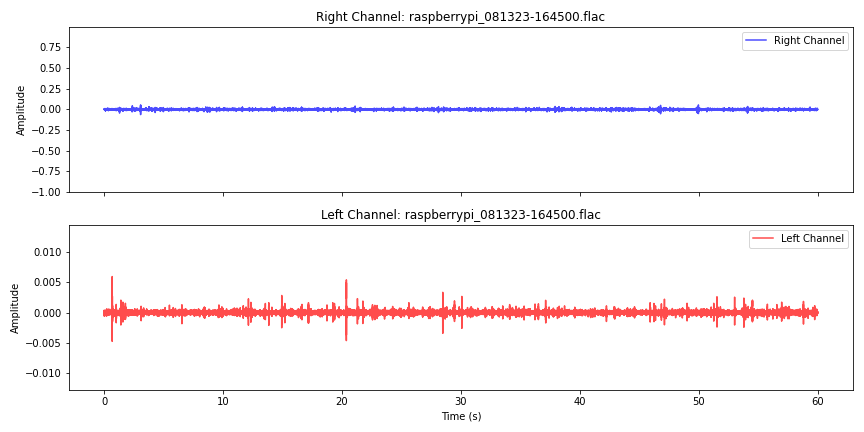 Right Channel: raspberrypi_081323-164500.flac
Right Channel
Amplitude
0.75
0.50
0.25
0.00
−0.25
−0.50
−0.75
−1.00
Left Channel: raspberrypi_081323-164500.flac
Left Channel
Amplitude
0.010
0.005
0.000
−0.005
−0.010
0 10 20 30 40 50 60
Time (s)